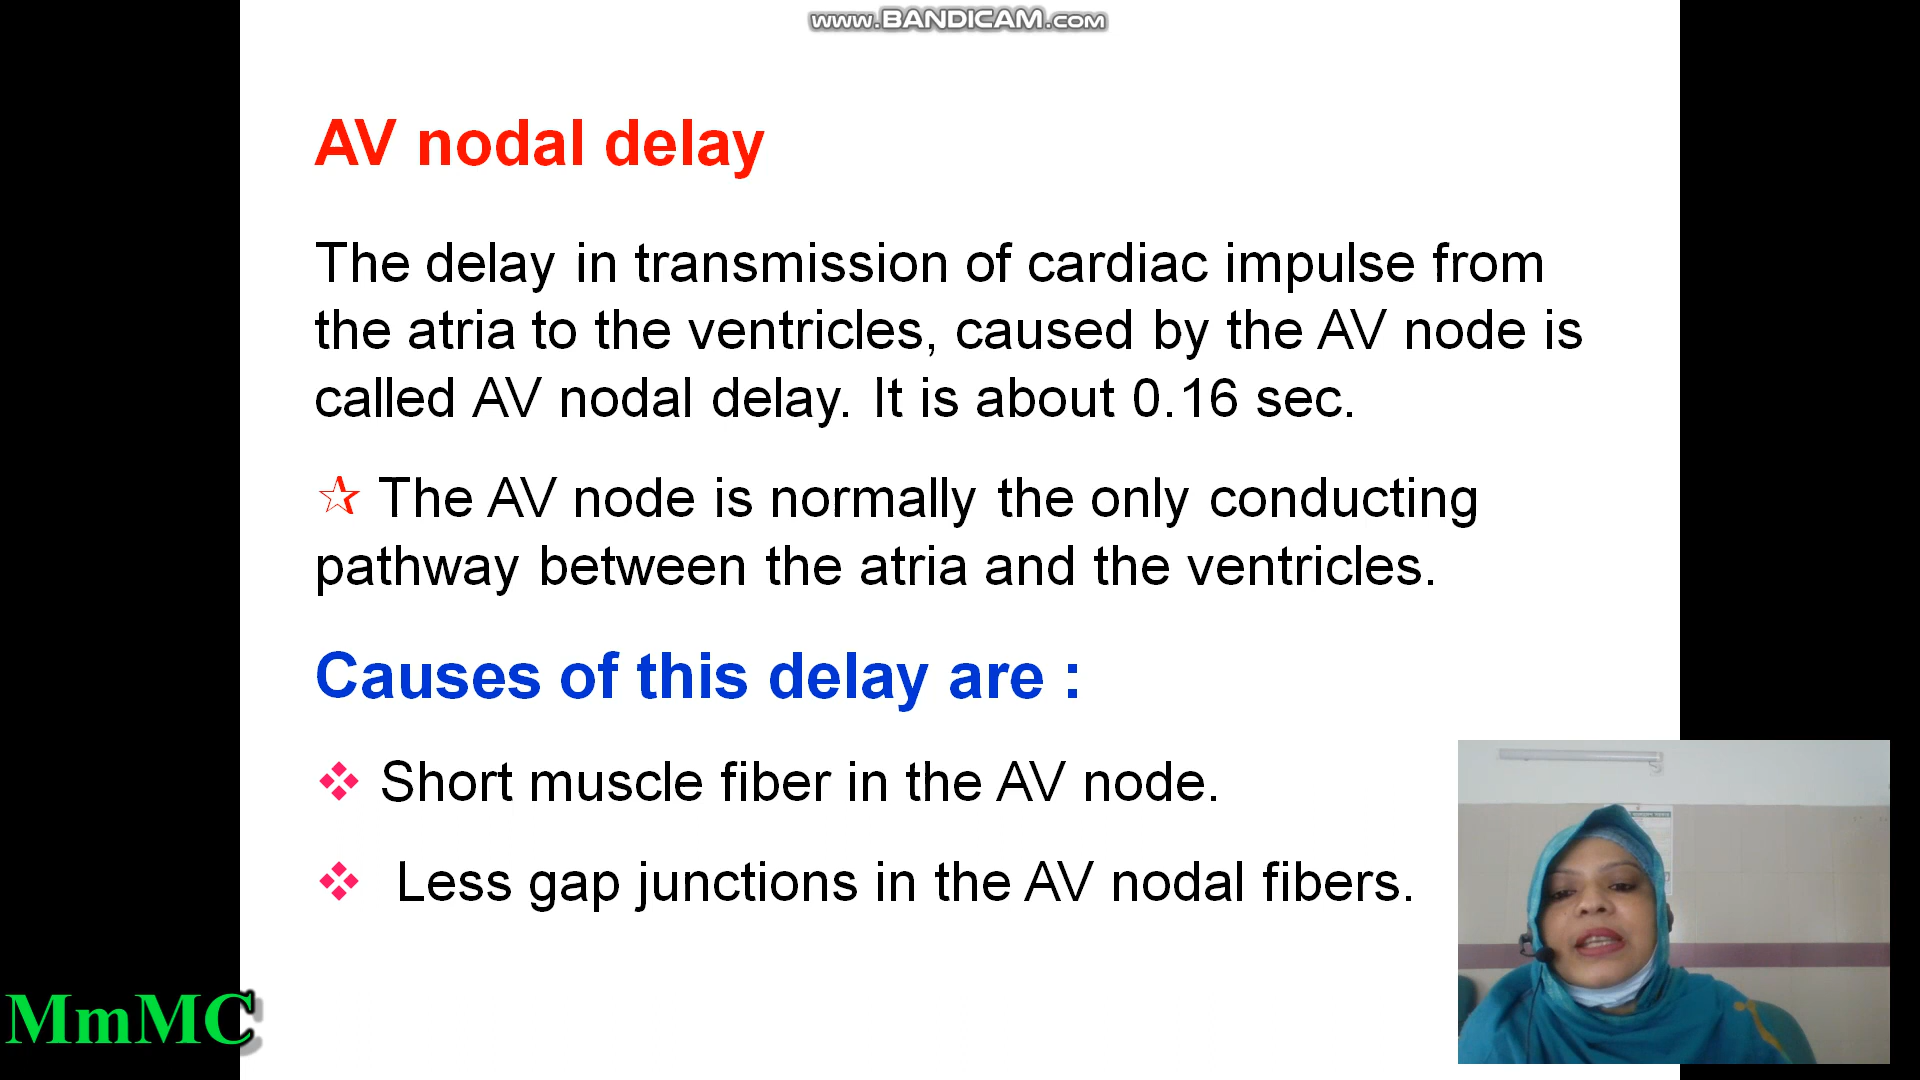 www.BANDICAM.com
AV nodal delay
The delay in transmission of cardiac impulse from
the atria to the ventricles, caused by the AV node is
called AV nodal delay. It is about 0.16 sec.
☆ The AV node is normally the only conducting
pathway between the atria and the ventricles.
Causes of this delay are :
❖ Short muscle fiber in the AV node.
❖ Less gap junctions in the AV nodal fibers.
MmMC